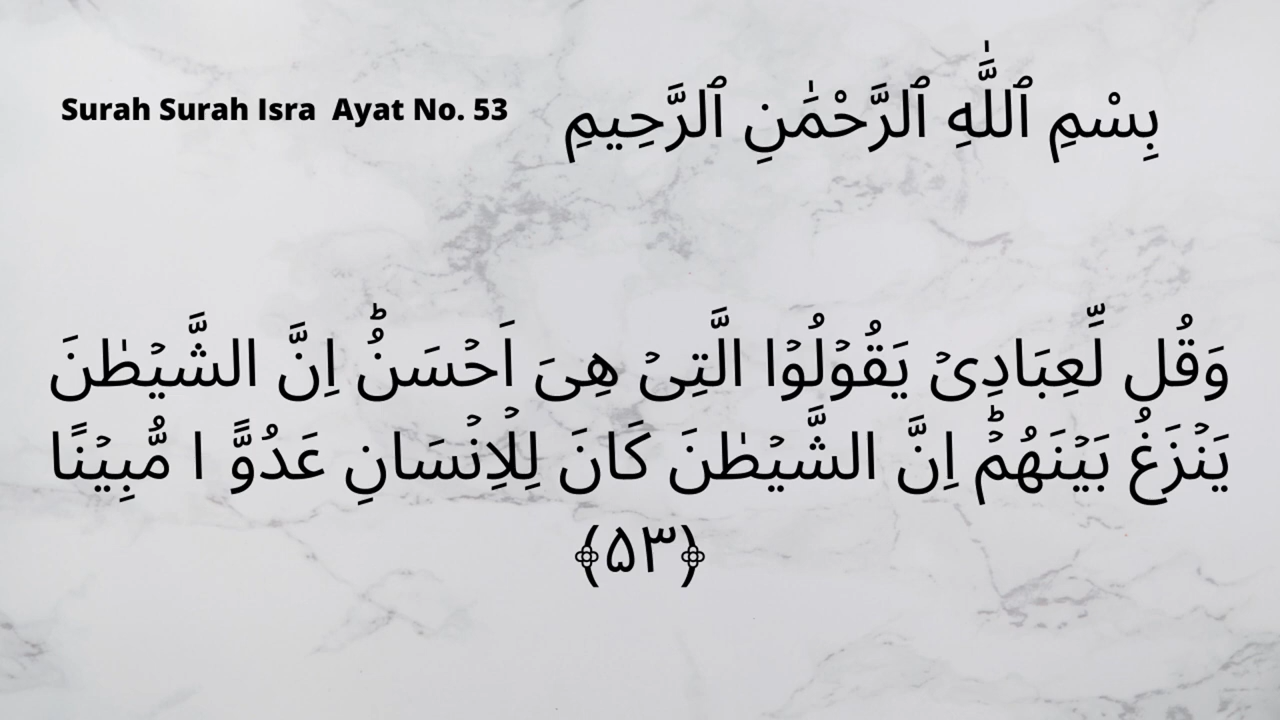 Surah Surah Isra Ayat No. 53
بِسْمِ ٱللَّٰهِ ٱلرَّحْمَٰنِ ٱلرَّحِيمِ
وَقُل لِّعِبَادِىۡ يَقُوۡلُوۡا الَّتِىۡ هِىَ اَحۡسَنُ‌ؕ اِنَّ الشَّيۡطٰنَ
يَنۡزَغُ بَيۡنَهُمۡ‌ؕ اِنَّ الشَّيۡطٰنَ كَانَ لِلۡاِنۡسَانِ عَدُوًّ ا مُّبِيۡنًا
﴿۵۳﴾